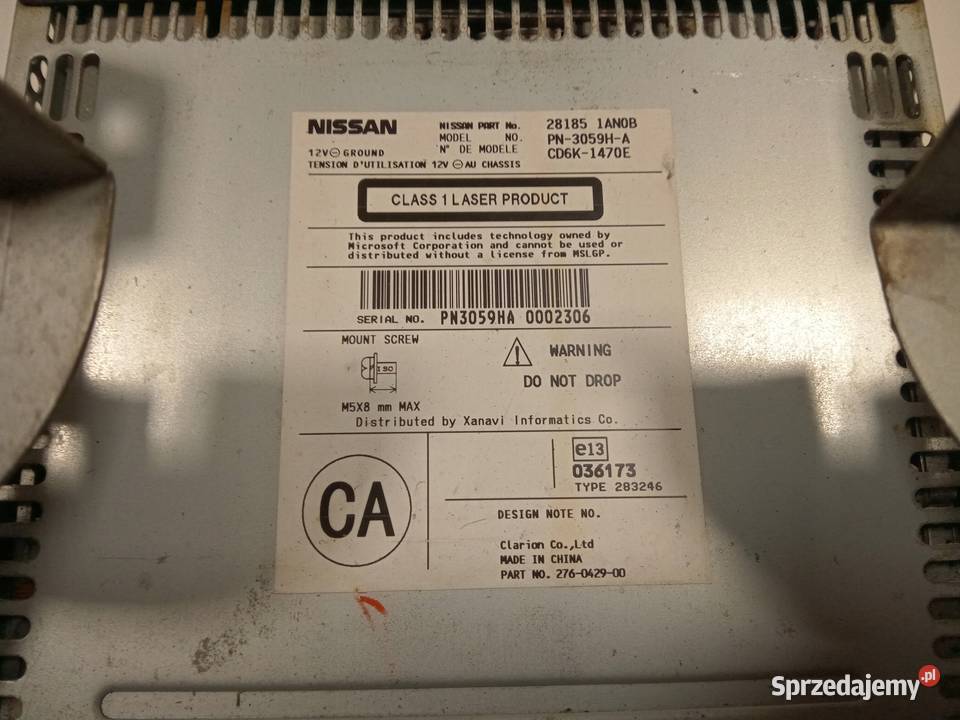 NISSAN
NISSAN PART No. 28185 1AN0B
MODEL NO. PN-3059H-A
N° DE MODELE CD6K-1470E
12V⊖GROUND
TENSION D'UTILISATION 12V ⊖AU CHASSIS
CLASS 1 LASER PRODUCT
This product includes technology owned by
Microsoft Corporation and cannot be used or
distributed without a license from MSLGP.
SERIAL NO. PN3059HA 0002306
MOUNT SCREW
ISO
M5X8 mm MAX
WARNING
DO NOT DROP
Distributed by Xanavi Informatics Co.
CA
e13
036173
TYPE 283246
DESIGN NOTE NO.
Clarion Co.,Ltd
MADE IN CHINA
PART NO. 276-0429-00
Sprzedajemy.pl